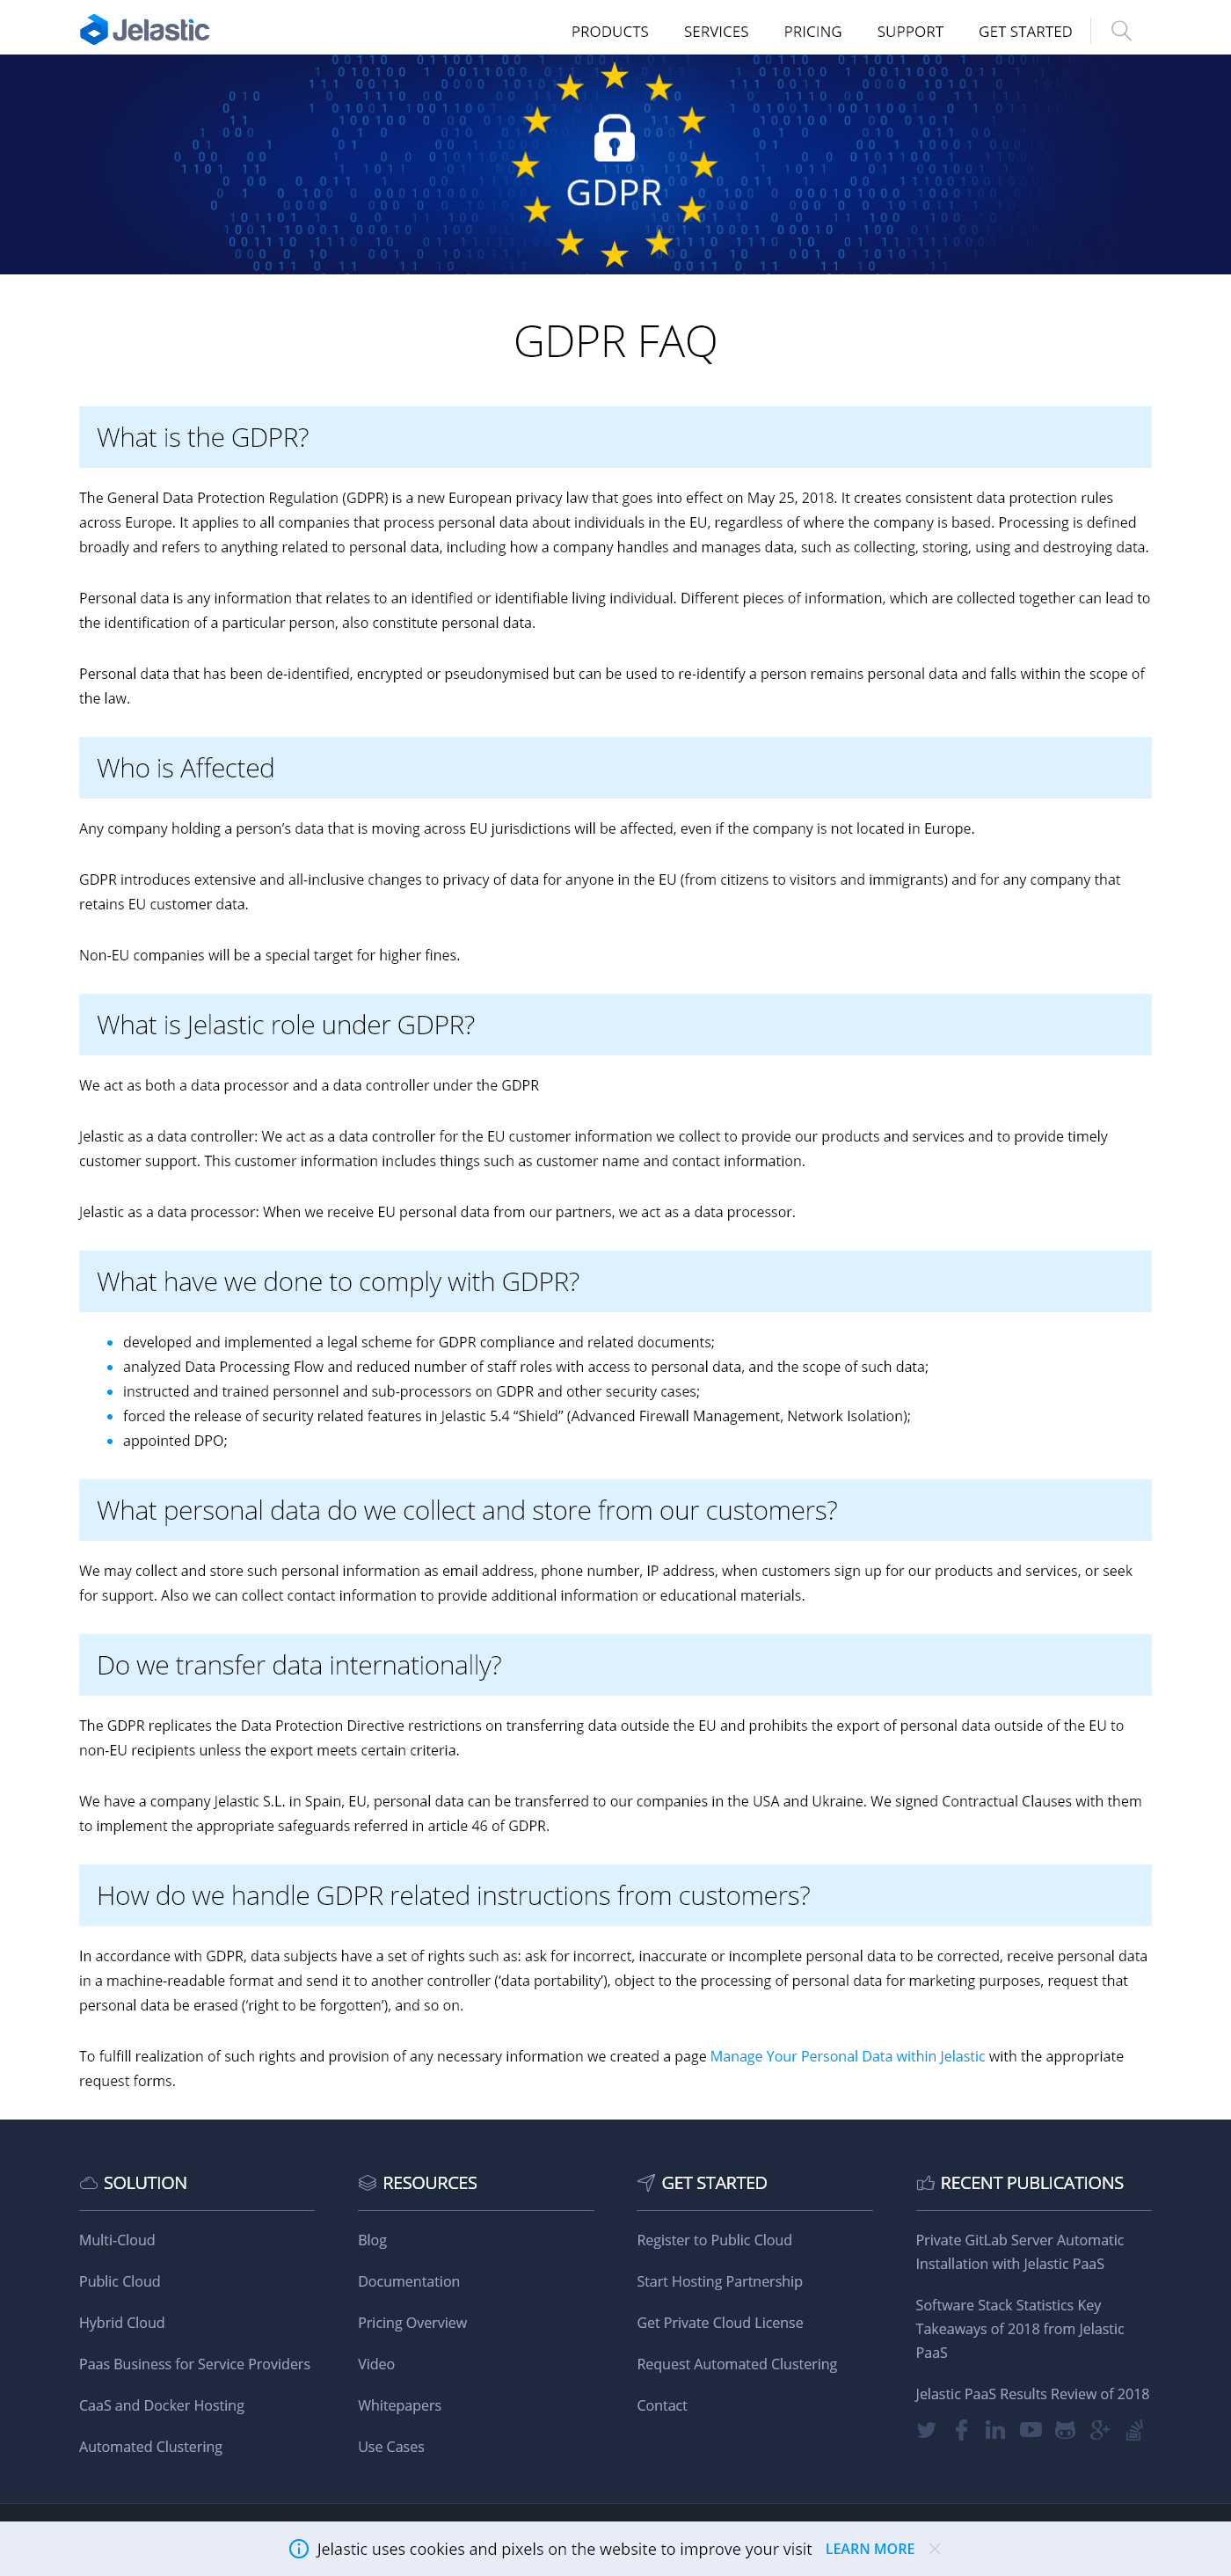 Jelastic
PRODUCTS SERVICES PRICING SUPPORT GET STARTED
GDPR
GDPR FAQ
What is the GDPR?
The General Data Protection Regulation (GDPR) is a new European privacy law that goes into effect on May 25, 2018. It creates consistent data protection rules
across Europe. It applies to all companies that process personal data about individuals in the EU, regardless of where the company is based. Processing is defined
broadly and refers to anything related to personal data, including how a company handles and manages data, such as collecting, storing, using and destroying data.
Personal data is any information that relates to an identified or identifiable living individual. Different pieces of information, which are collected together can lead to
the identification of a particular person, also constitute personal data.
Personal data that has been de-identified, encrypted or pseudonymised but can be used to re-identify a person remains personal data and falls within the scope of
the law.
Who is Affected
Any company holding a person’s data that is moving across EU jurisdictions will be affected, even if the company is not located in Europe.
GDPR introduces extensive and all-inclusive changes to privacy of data for anyone in the EU (from citizens to visitors and immigrants) and for any company that
retains EU customer data.
Non-EU companies will be a special target for higher fines.
What is Jelastic role under GDPR?
We act as both a data processor and a data controller under the GDPR
Jelastic as a data controller: We act as a data controller for the EU customer information we collect to provide our products and services and to provide timely
customer support. This customer information includes things such as customer name and contact information.
Jelastic as a data processor: When we receive EU personal data from our partners, we act as a data processor.
What have we done to comply with GDPR?
developed and implemented a legal scheme for GDPR compliance and related documents;
analyzed Data Processing Flow and reduced number of staff roles with access to personal data, and the scope of such data;
instructed and trained personnel and sub-processors on GDPR and other security cases;
forced the release of security related features in Jelastic 5.4 “Shield” (Advanced Firewall Management, Network Isolation);
appointed DPO;
What personal data do we collect and store from our customers?
We may collect and store such personal information as email address, phone number, IP address, when customers sign up for our products and services, or seek
for support. Also we can collect contact information to provide additional information or educational materials.
Do we transfer data internationally?
The GDPR replicates the Data Protection Directive restrictions on transferring data outside the EU and prohibits the export of personal data outside of the EU to
non-EU recipients unless the export meets certain criteria.
We have a company Jelastic S.L. in Spain, EU, personal data can be transferred to our companies in the USA and Ukraine. We signed Contractual Clauses with them
to implement the appropriate safeguards referred in article 46 of GDPR.
How do we handle GDPR related instructions from customers?
In accordance with GDPR, data subjects have a set of rights such as: ask for incorrect, inaccurate or incomplete personal data to be corrected, receive personal data
in a machine-readable format and send it to another controller (‘data portability’), object to the processing of personal data for marketing purposes, request that
personal data be erased (‘right to be forgotten’), and so on.
To fulfill realization of such rights and provision of any necessary information we created a page Manage Your Personal Data within Jelastic with the appropriate
request forms.
SOLUTION
Multi-Cloud
Public Cloud
Hybrid Cloud
Paas Business for Service Providers
CaaS and Docker Hosting
Automated Clustering
RESOURCES
Blog
Documentation
Pricing Overview
Video
Whitepapers
Use Cases
GET STARTED
Register to Public Cloud
Start Hosting Partnership
Get Private Cloud License
Request Automated Clustering
Contact
RECENT PUBLICATIONS
Private GitLab Server Automatic
Installation with Jelastic PaaS
Software Stack Statistics Key
Takeaways of 2018 from Jelastic
PaaS
Jelastic PaaS Results Review of 2018
Jelastic uses cookies and pixels on the website to improve your visit LEARN MORE